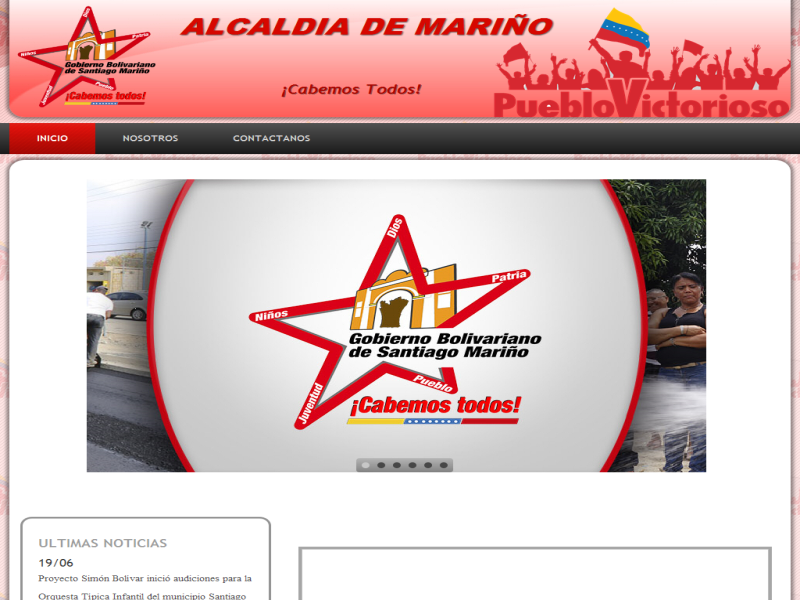 ALCALDIA DE MARIÑO
¡Cabemos Todos!
Dios
Niños
Patria
Gobierno Bolivariano
de Santiago Mariño
Juventud
Pueblo
¡Cabemos todos!
PuebloVictorioso
INICIO
NOSOTROS
CONTACTANOS
Dios
Niños
Patria
Gobierno Bolivariano
de Santiago Mariño
Juventud
Pueblo
¡Cabemos todos!
ULTIMAS NOTICIAS
19/06
Proyecto Simón Bolívar inició audiciones para la
Orquesta Típica Infantil del municipio Santiago